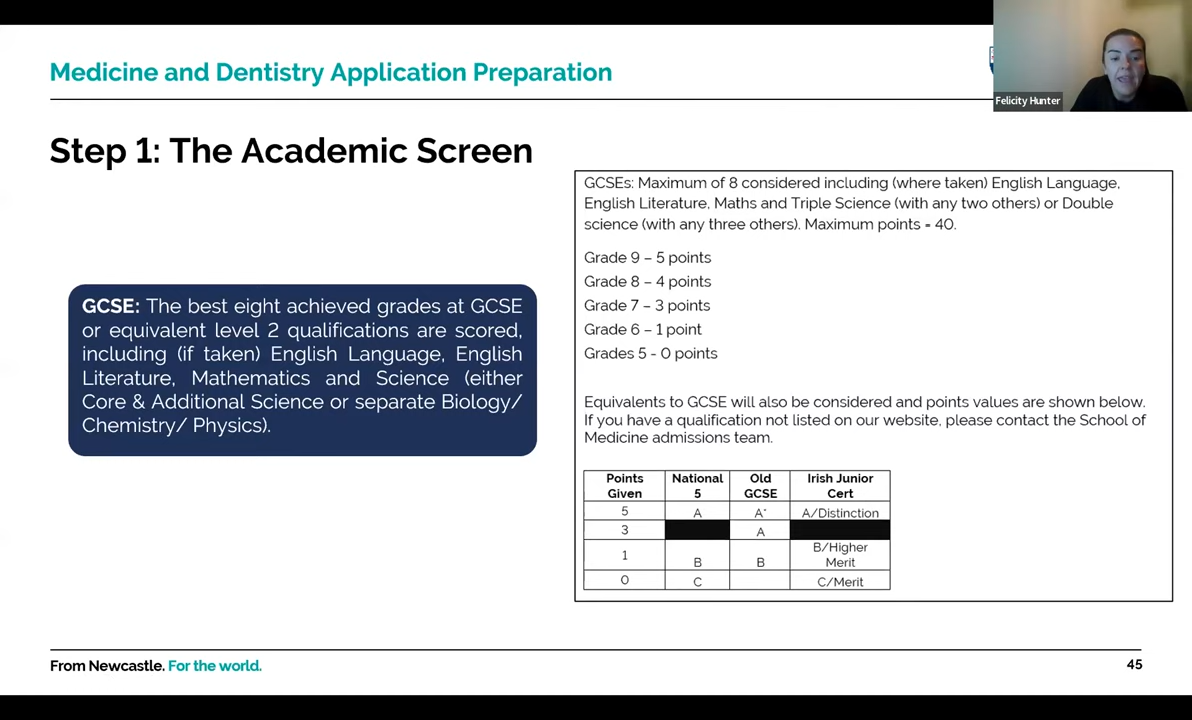 Medicine and Dentistry Application Preparation
Felicity Hunter
Step 1: The Academic Screen
GCSE: The best eight achieved grades at GCSE
or equivalent level 2 qualifications are scored,
including (if taken) English Language, English
Literature, Mathematics and Science (either
Core & Additional Science or separate Biology/
Chemistry/ Physics).
GCSEs: Maximum of 8 considered including (where taken) English Language,
English Literature, Maths and Triple Science (with any two others) or Double
science (with any three others). Maximum points = 40.
Grade 9 – 5 points
Grade 8 – 4 points
Grade 7 – 3 points
Grade 6 – 1 point
Grades 5 - 0 points
Equivalents to GCSE will also be considered and points values are shown below.
If you have a qualification not listed on our website, please contact the School of
Medicine admissions team.
Points Given National 5 Old GCSE Irish Junior Cert
5 A A* A/Distinction
3 A
1 B B B/Higher Merit
0 C C/Merit
From Newcastle. For the world.
45